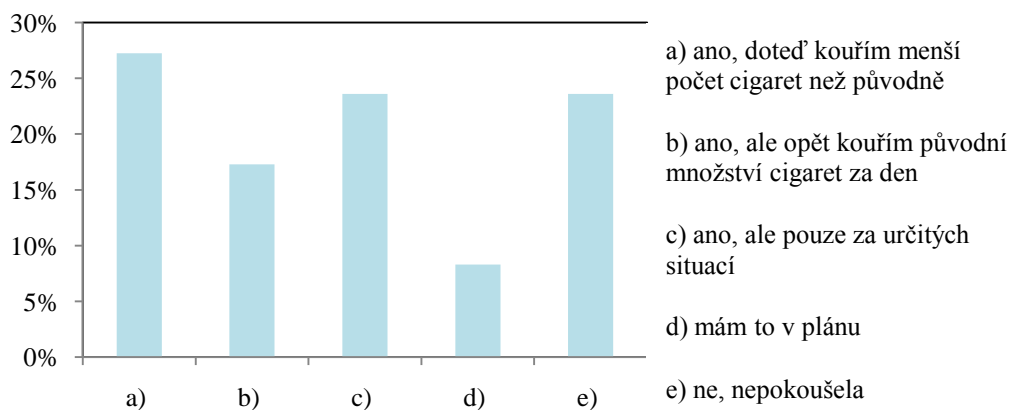 30%
25%
20%
15%
10%
5%
0%
a)
b)
c)
d)
e)
a) ano, doteď kouřím menší
počet cigaret než původně
b) ano, ale opět kouřím původní
množství cigaret za den
c) ano, ale pouze za určitých
situací
d) mám to v plánu
e) ne, nepokoušela